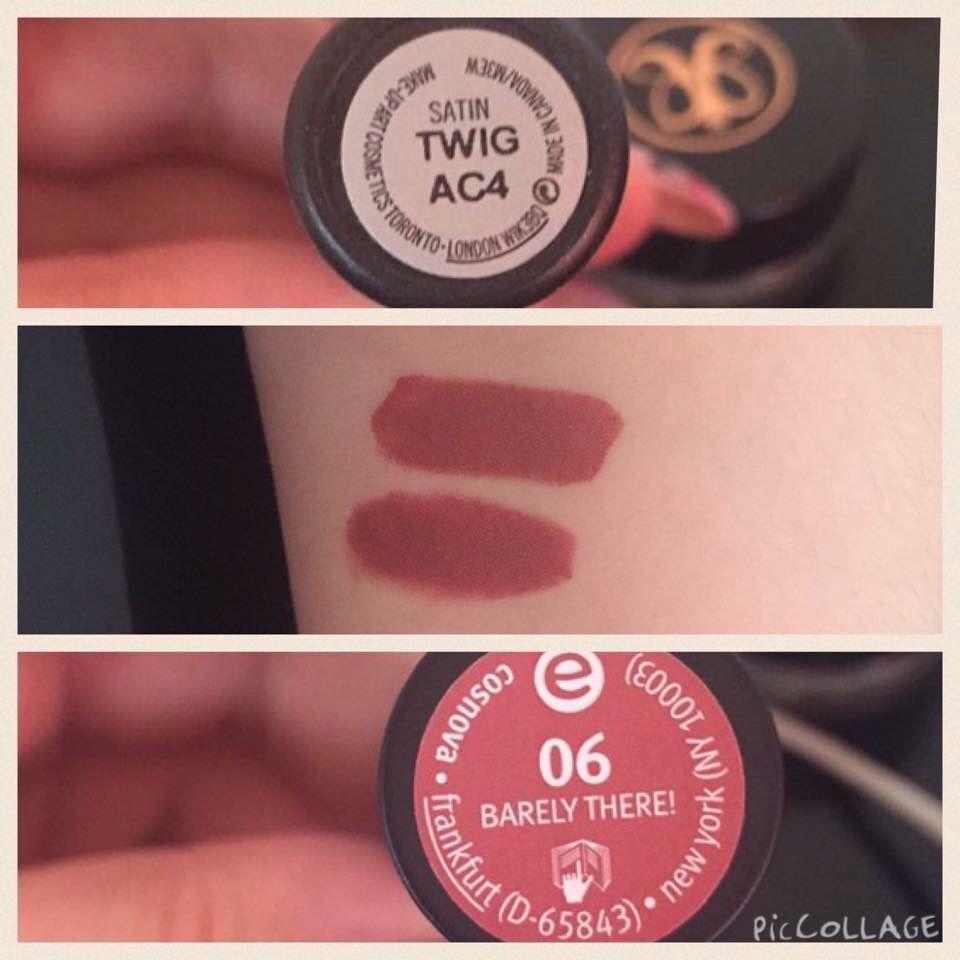 SATIN
TWIG
AC4
MAKE-UP ART COSMETICS TORONTO-LONDON WIK3BO
MADE IN CANADA/M3EW
e
06
BARELY THERE!
cosnova • frankfurt (D-65843) • new york (NY 10003)
PicCOLLAGE